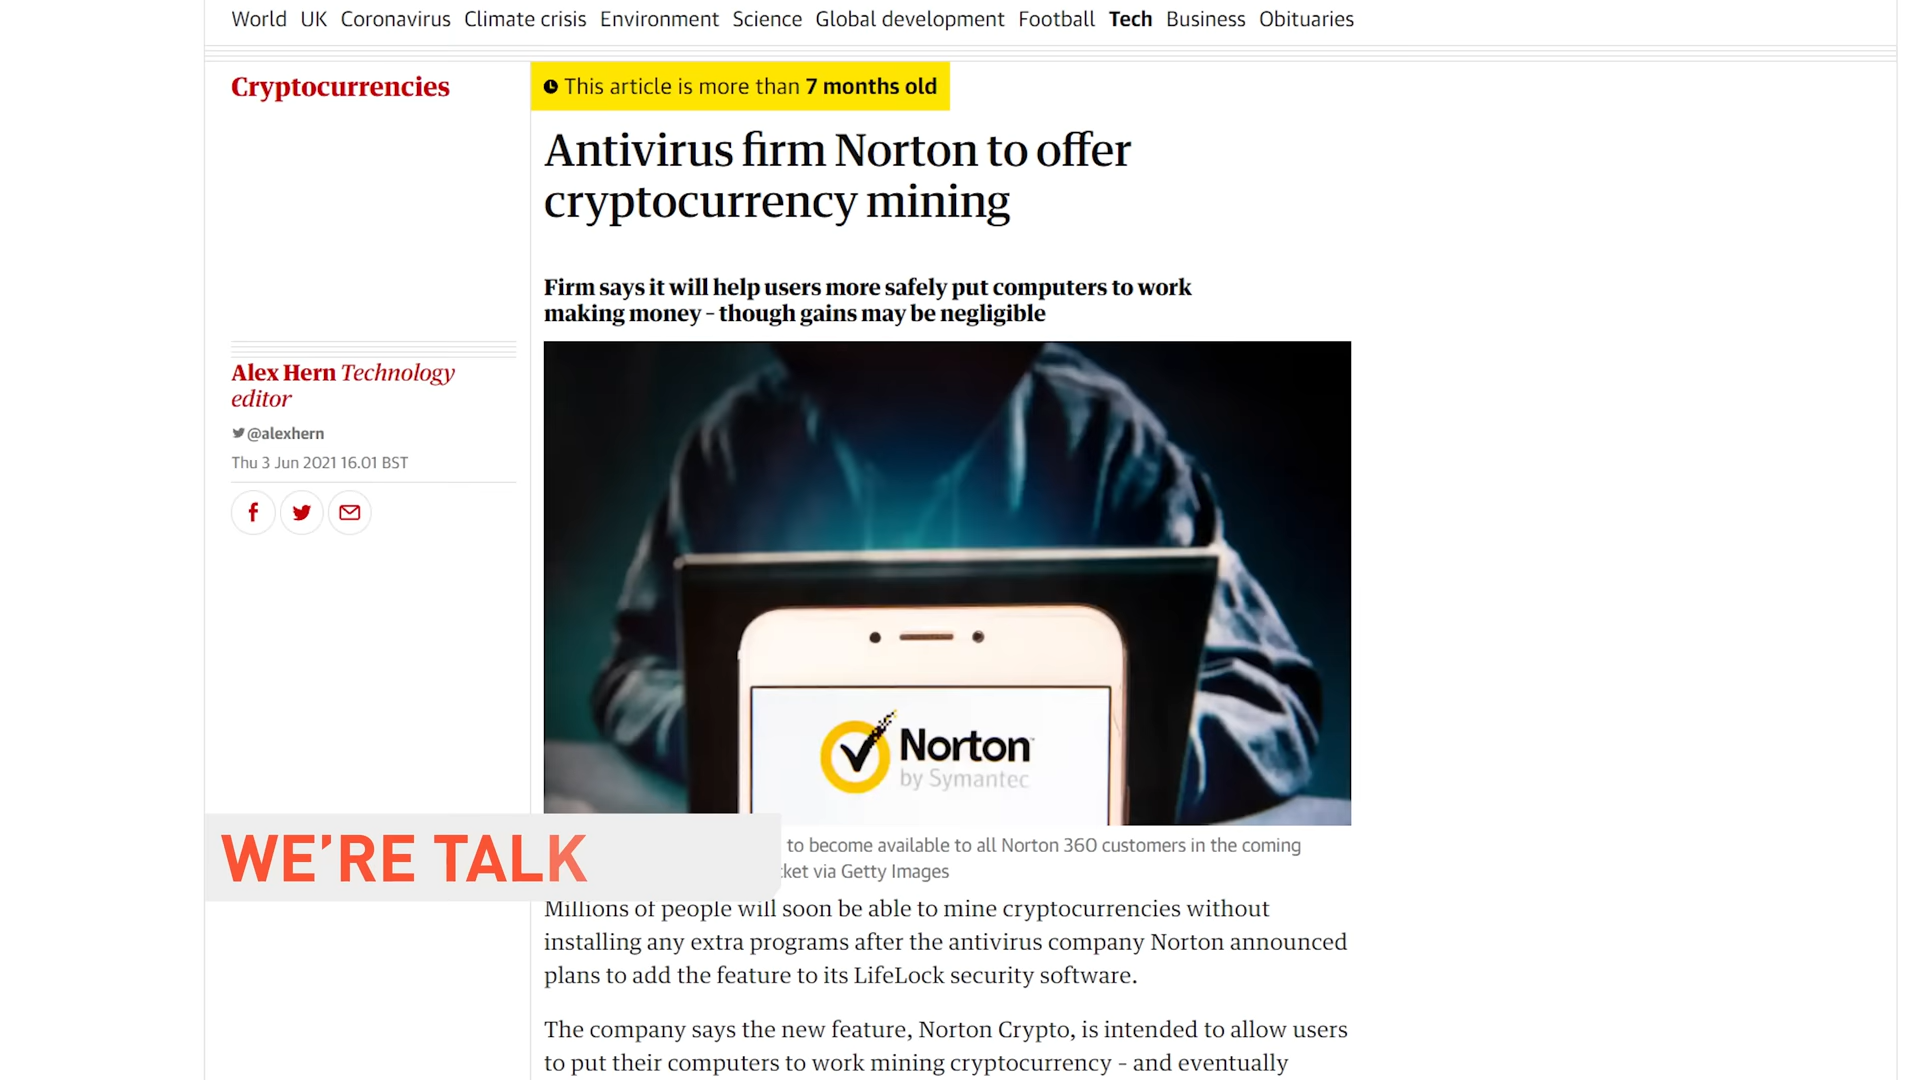 World UK Coronavirus Climate crisis Environment Science Global development Football Tech Business Obituaries
Cryptocurrencies
This article is more than 7 months old
Antivirus firm Norton to offer
cryptocurrency mining
Firm says it will help users more safely put computers to work
making money – though gains may be negligible
Alex Hern Technology
editor
@alexhern
Thu 3 Jun 2021 16.01 BST
Norton
by Symantec
WE'RE TALK
to become available to all Norton 360 customers in the coming
via Getty Images
Millions of people will soon be able to mine cryptocurrencies without
installing any extra programs after the antivirus company Norton announced
plans to add the feature to its LifeLock security software.
The company says the new feature, Norton Crypto, is intended to allow users
to put their computers to work mining cryptocurrency – and eventually